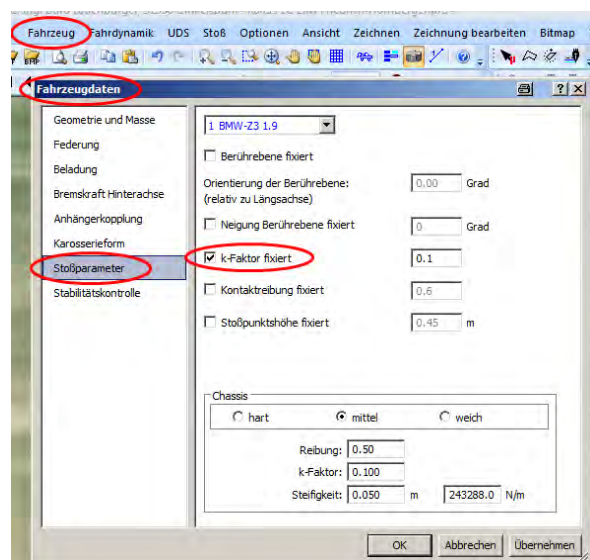 Fahrzeug Fahrdynamik UDS Stoß Optionen Ansicht Zeichnen Zeichnung bearbeiten Bitmap
Fahrzeugdaten
Geometrie und Masse
Federung
Beladung
Bremskraft Hinterachse
Anhängerkopplung
Karosserieform
Stoßparameter
Stabilitätskontrolle
1 BMW-Z3 1.9
Berührebene fixiert
Orientierung der Berührebene: 0.00 Grad
(relativ zu Längsachse)
Neigung Berührebene fixiert 0 Grad
k-Faktor fixiert 0.1
Kontaktreibung fixiert 0.6
Stoßpunktshöhe fixiert 0.45 m
Chassis
hart mittel weich
Reibung: 0.50
k-Faktor: 0.100
Steifigkeit: 0.050 m 243288.0 N/m
OK Abbrechen Übernehmen